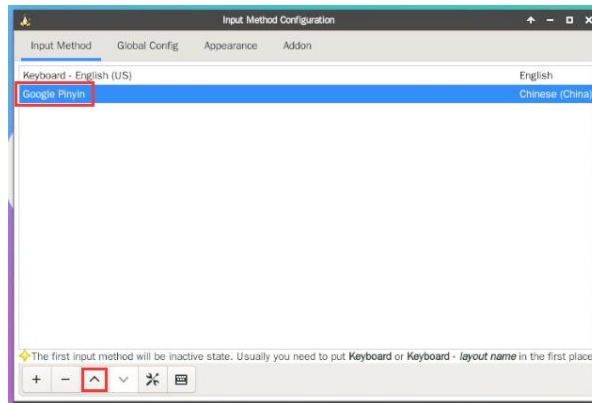 Input Method Configuration
Input Method Global Config Appearance Addon
Keyboard - English (US) English
Google Pinyin Chinese (China)
The first input method will be inactive state. Usually you need to put Keyboard or Keyboard - layout name in the first place